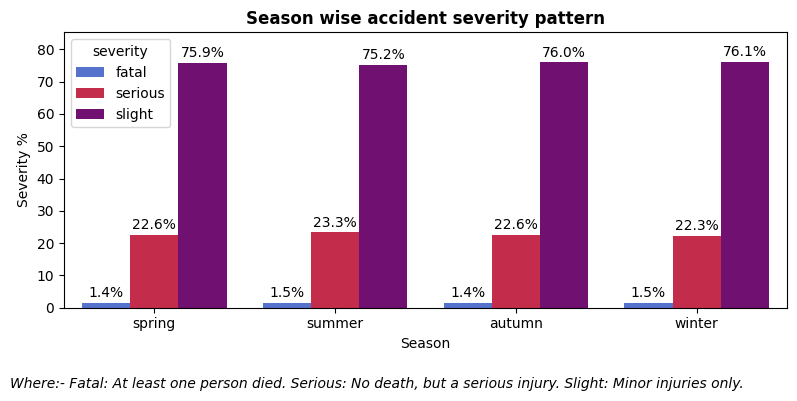 Season wise accident severity pattern
severity
fatal
serious
slight
Severity %
80
70
60
50
40
30
20
10
0
1.4%
22.6%
75.9%
1.5%
23.3%
75.2%
1.4%
22.6%
76.0%
1.5%
22.3%
76.1%
spring
summer
autumn
winter
Season
Where:- Fatal: At least one person died. Serious: No death, but a serious injury. Slight: Minor injuries only.